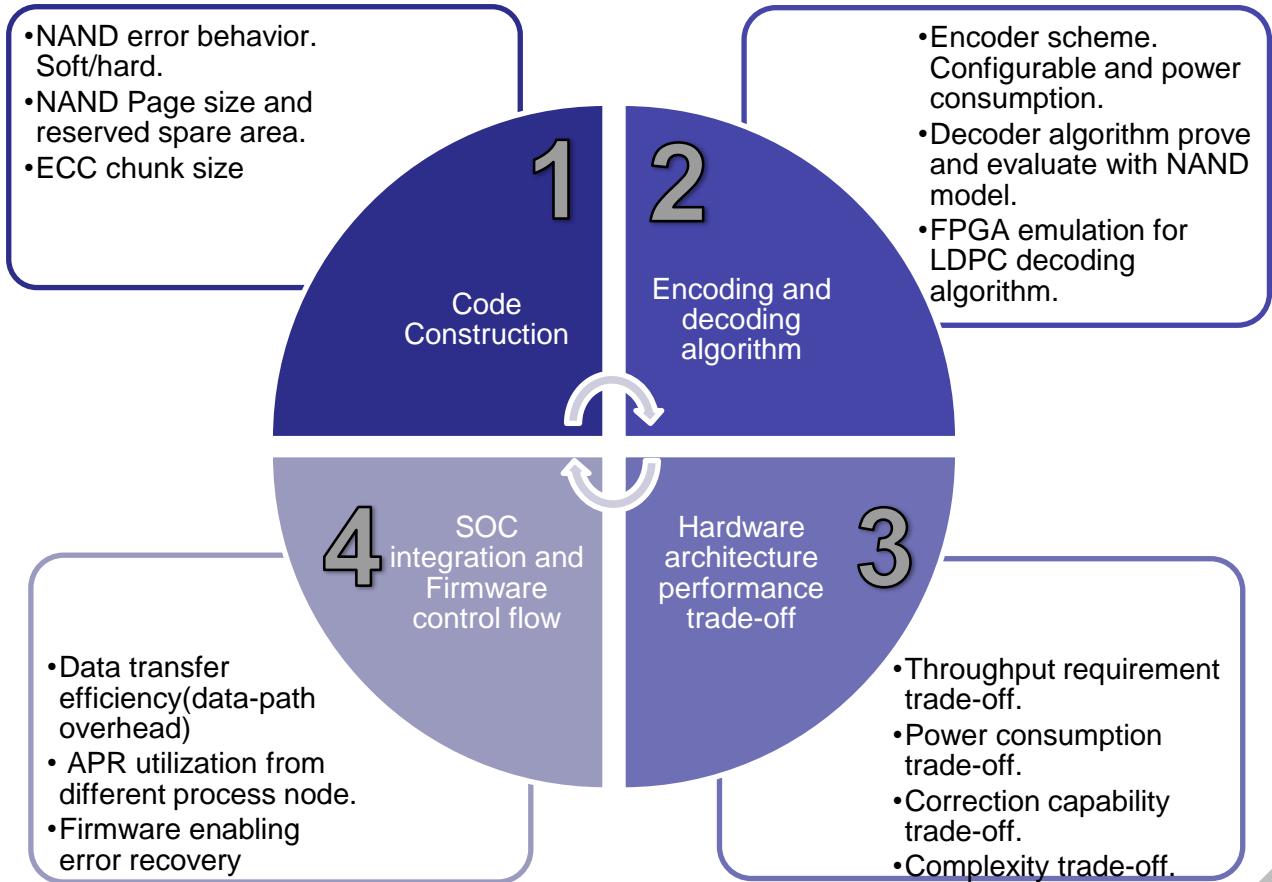 •NAND error behavior.
Soft/hard.
•NAND Page size and
reserved spare area.
•ECC chunk size
1
Code
Construction
•Encoder scheme.
Configurable and power
consumption.
•Decoder algorithm prove
and evaluate with NAND
model.
•FPGA emulation for
LDPC decoding
algorithm.
2
Encoding and
decoding
algorithm
3
Hardware
architecture
performance
trade-off
•Throughput requirement
trade-off.
•Power consumption
trade-off.
•Correction capability
trade-off.
•Complexity trade-off.
4
SOC
integration and
Firmware
control flow
•Data transfer
efficiency(data-path
overhead)
• APR utilization from
different process node.
•Firmware enabling
error recovery